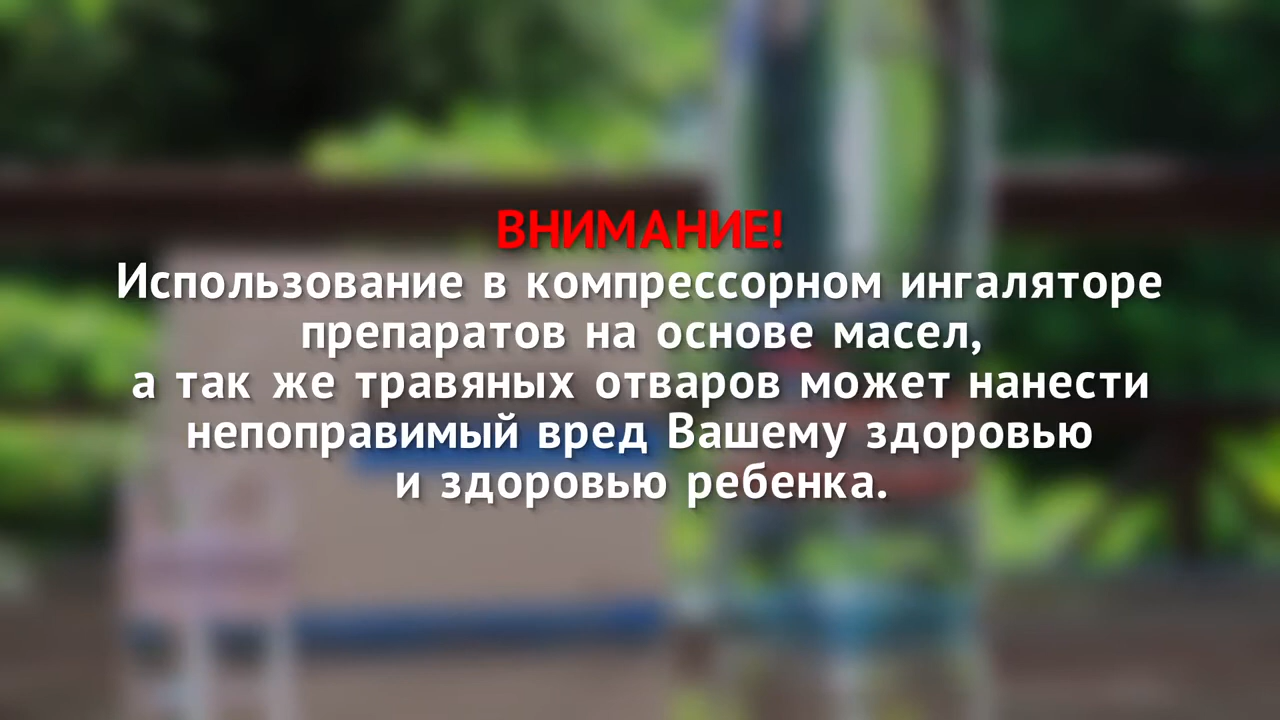 ВНИМАНИЕ!
Использование в компрессорном ингаляторе
препаратов на основе масел,
а так же травяных отваров может нанести
непоправимый вред Вашему здоровью
и здоровью ребенка.